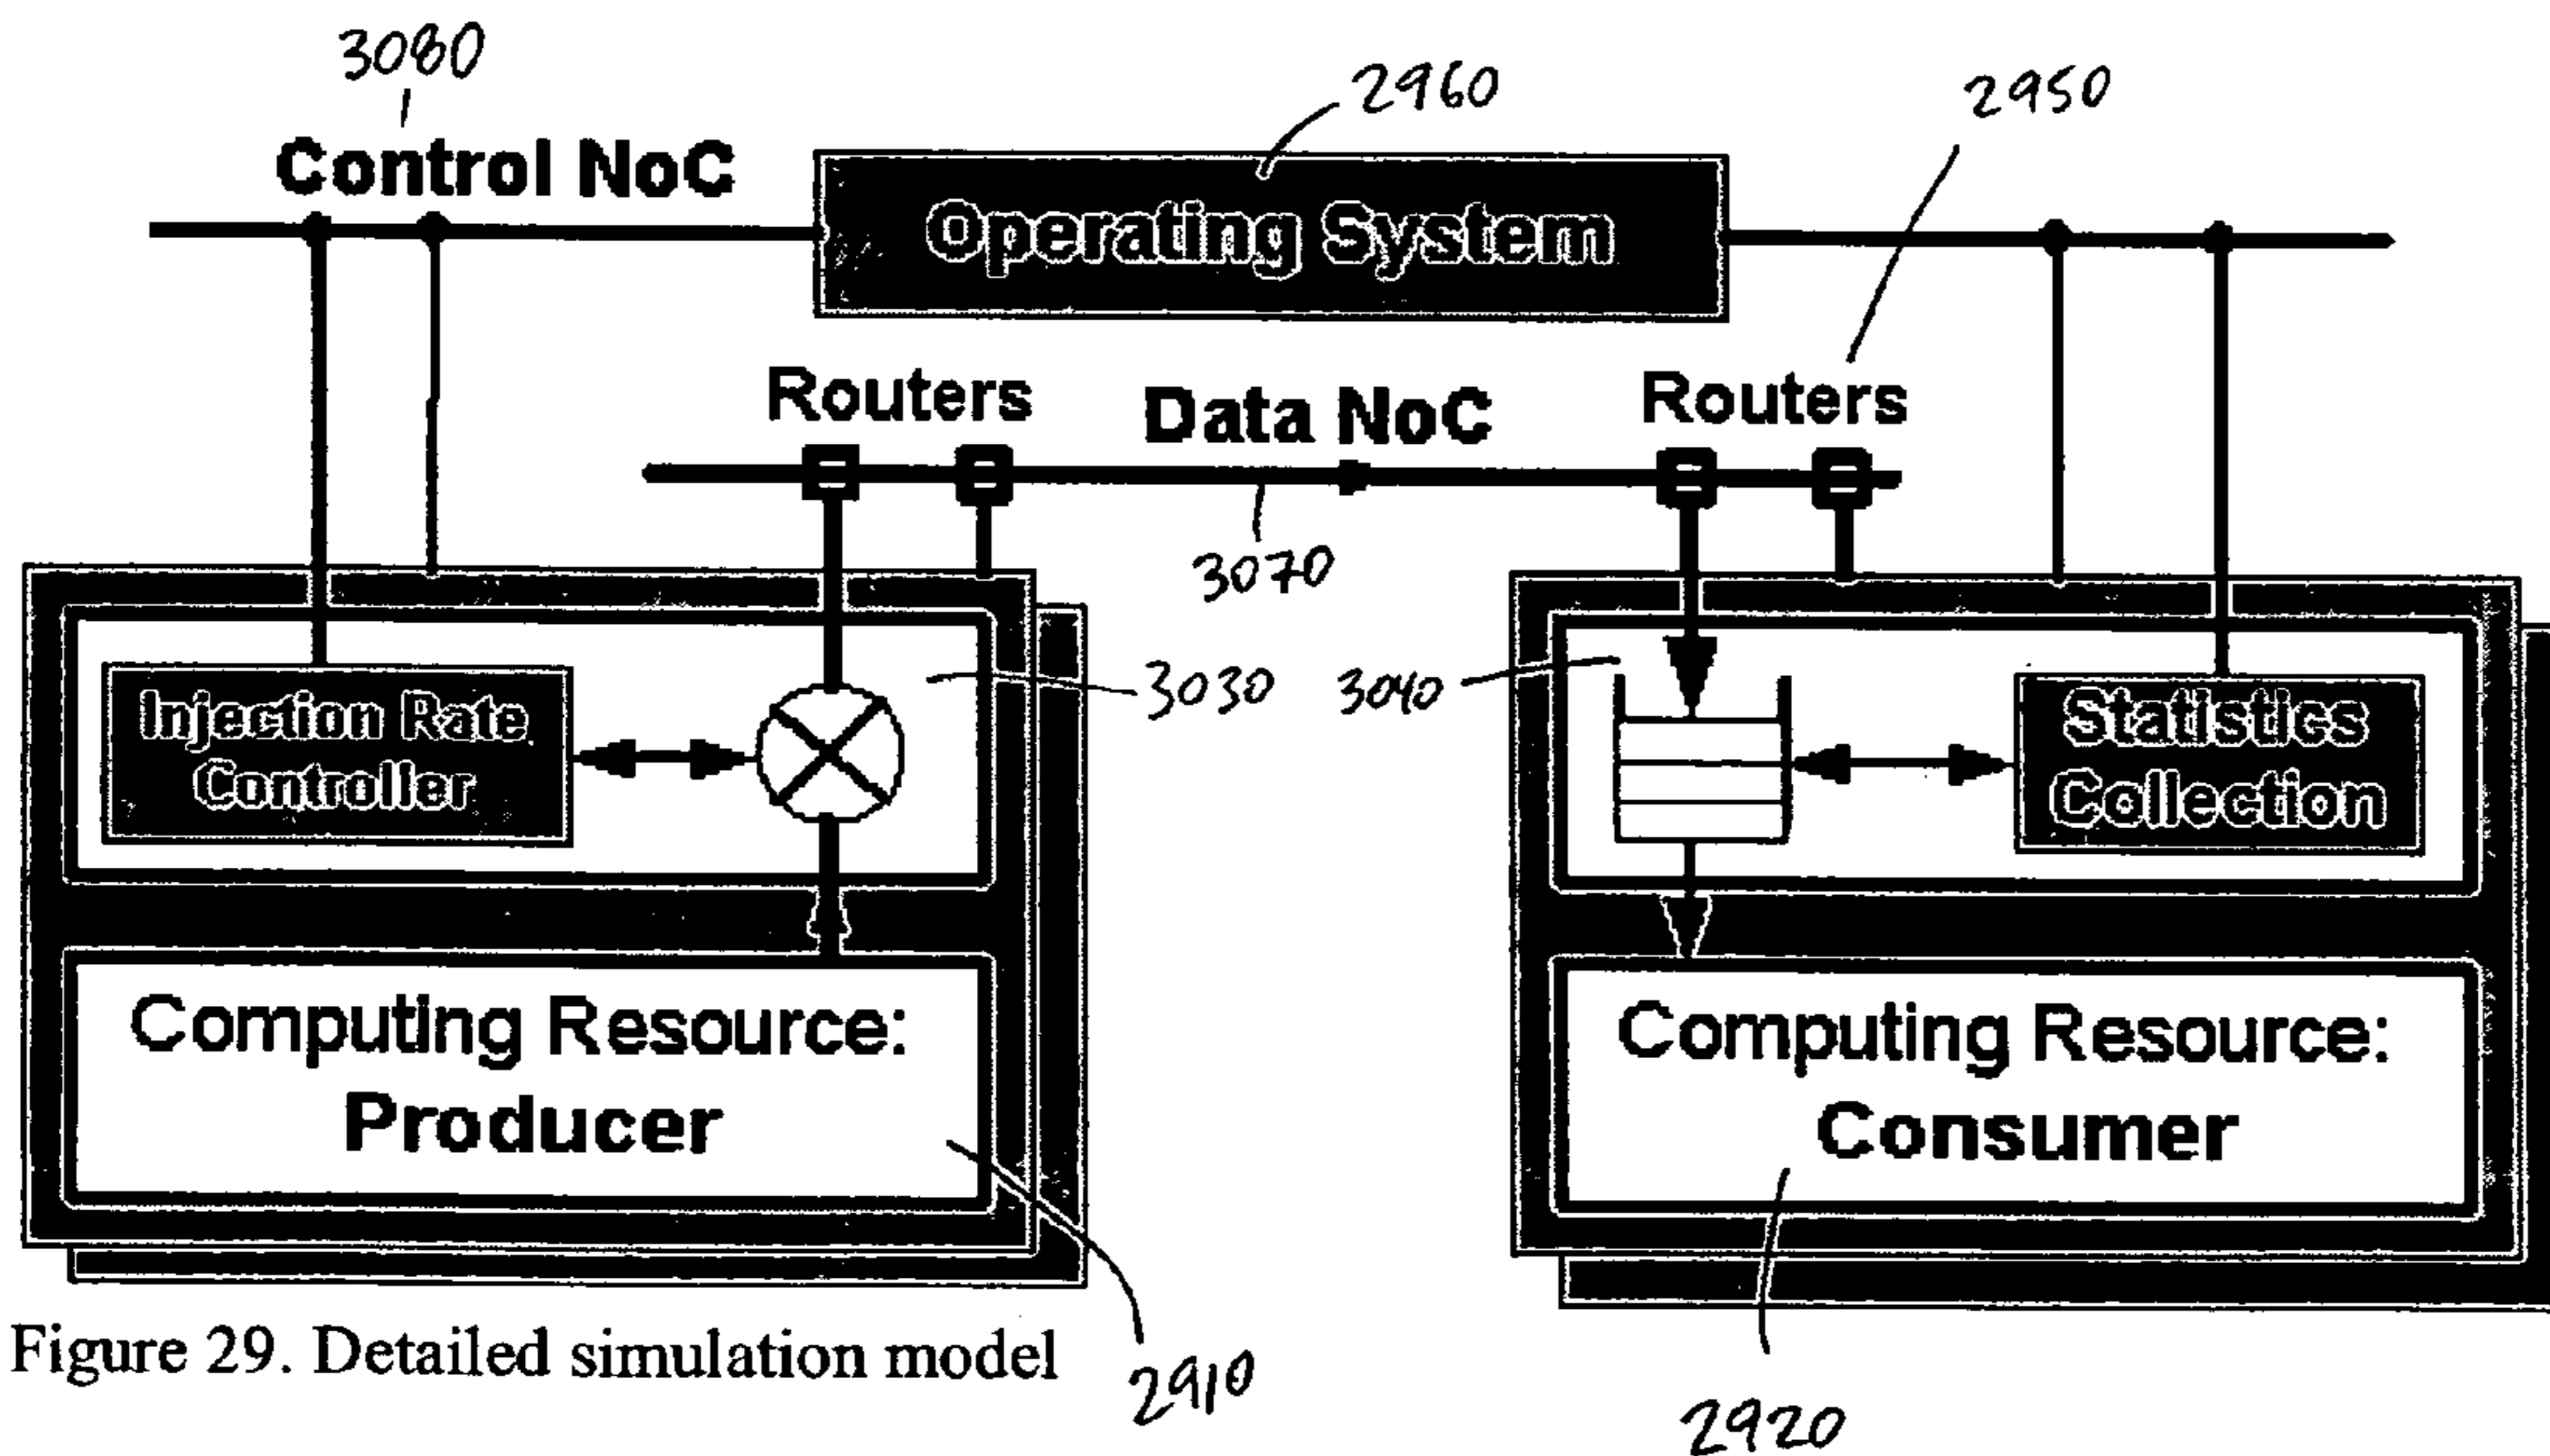 3080
2960
2950
Control NoC
Operating System
Routers
Data NoC
Routers
3070
Injection Rate
Controller
3030
3040
Statistics
Collection
Computing Resource:
Producer
Computing Resource:
Consumer
Figure 29. Detailed simulation model
2910
2920